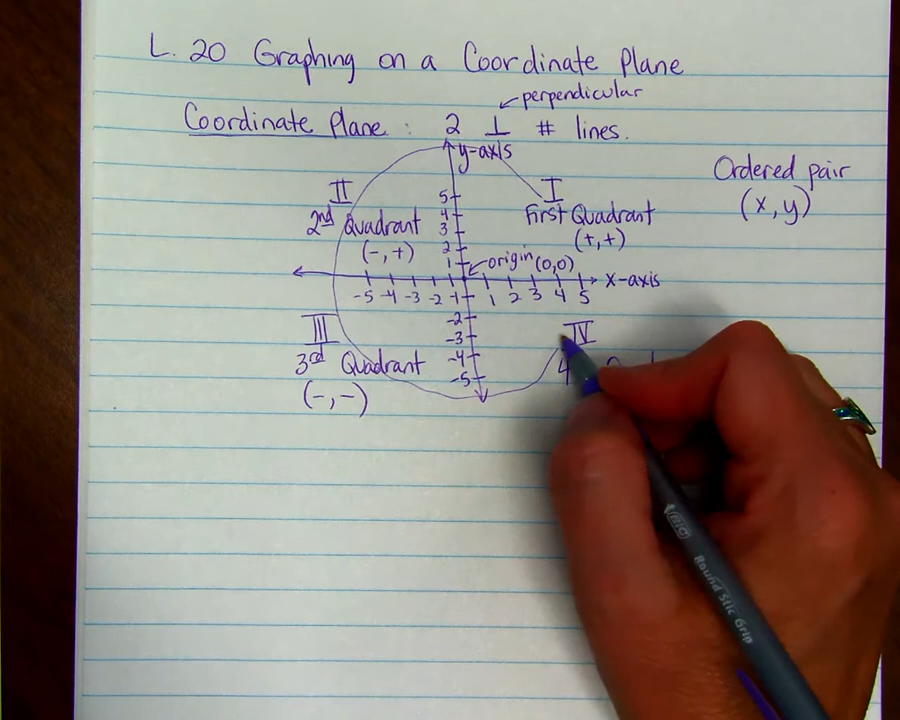 L. 20 Graphing on a Coordinate Plane
perpendicular
Coordinate Plane : 2 ⊥ # lines.
y-axis
Ordered pair
(x, y)
II
2nd Quadrant
(-, +)
I
First Quadrant
(+, +)
5
4
3
2
1
origin (0,0)
x-axis
-5 -4 -3 -2 -1 1 2 3 4 5
-2
-3
-4
-5
III
3rd Quadrant
(-, -)
IV
4
BIC
Round Stic Grip